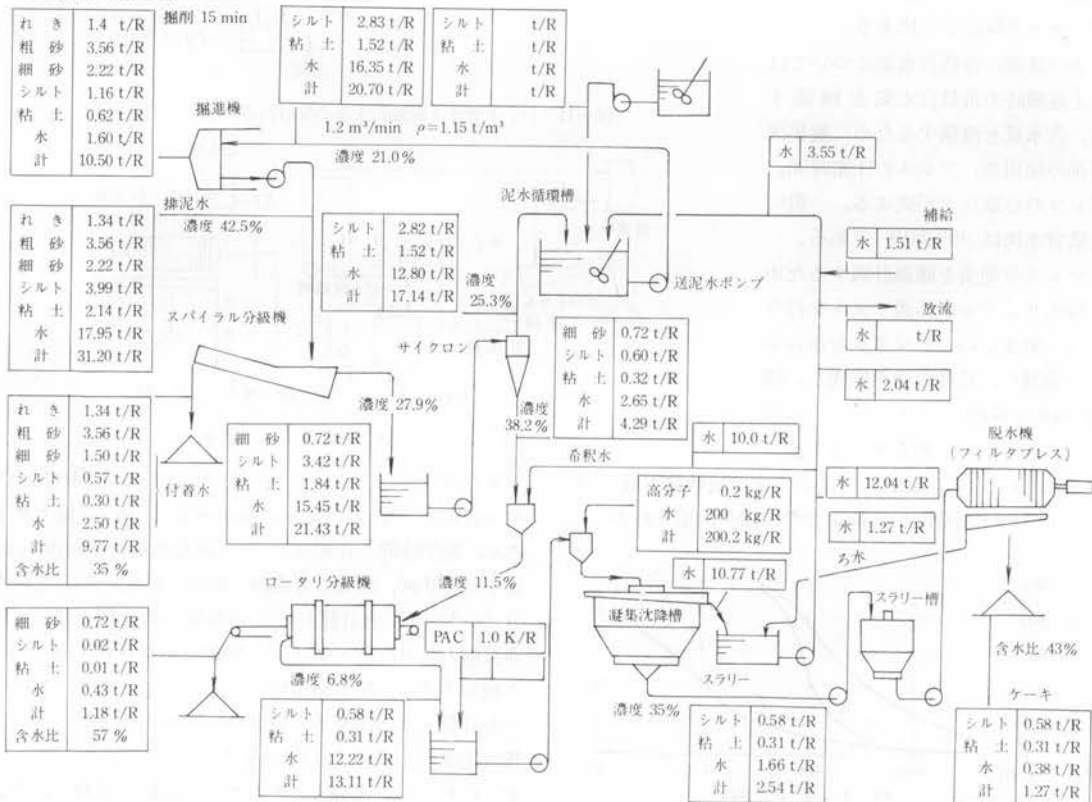 れき 1.4 t/R
粗砂 3.56 t/R
細砂 2.22 t/R
シルト 1.16 t/R
粘土 0.62 t/R
水 1.60 t/R
計 10.50 t/R
掘削 15 min
シルト 2.83 t/R
粘土 1.52 t/R
水 16.35 t/R
計 20.70 t/R
シルト t/R
粘土 t/R
水 t/R
計 t/R
掘進機
1.2 m³/min ρ=1.15 t/m³
濃度 21.0%
水 3.55 t/R
排泥水
濃度 42.5%
れき 1.34 t/R
粗砂 3.56 t/R
細砂 2.22 t/R
シルト 3.99 t/R
粘土 2.14 t/R
水 17.95 t/R
計 31.20 t/R
シルト 2.82 t/R
粘土 1.52 t/R
水 12.80 t/R
計 17.14 t/R
濃度
25.3%
泥水循環槽
送泥水ポンプ
補給
水 1.51 t/R
放流
水 t/R
水 2.04 t/R
スパイラル分級機
サイクロン
細砂 0.72 t/R
シルト 0.60 t/R
粘土 0.32 t/R
水 2.65 t/R
計 4.29 t/R
濃度 27.9%
濃度
38.2%
れき 1.34 t/R
粗砂 3.56 t/R
細砂 1.50 t/R
シルト 0.57 t/R
粘土 0.30 t/R
水 2.50 t/R
計 9.77 t/R
含水比 35 %
付着水
細砂 0.72 t/R
シルト 3.42 t/R
粘土 1.84 t/R
水 15.45 t/R
計 21.43 t/R
希釈水
水 10.0 t/R
脱水機
(フィルタプレス)
高分子 0.2 kg/R
水 200 kg/R
計 200.2 kg/R
水 12.04 t/R
水 1.27 t/R
ろ水
水 10.77 t/R
ロータリ分級機
濃度 11.5%
凝集沈降槽
スラリー槽
細砂 0.72 t/R
シルト 0.02 t/R
粘土 0.01 t/R
水 0.43 t/R
計 1.18 t/R
含水比 57 %
PAC 1.0 K/R
濃度 6.8%
シルト 0.58 t/R
粘土 0.31 t/R
水 12.22 t/R
計 13.11 t/R
スラリー
濃度 35%
シルト 0.58 t/R
粘土 0.31 t/R
水 1.66 t/R
計 2.54 t/R
含水比 43%
ケーキ
シルト 0.58 t/R
粘土 0.31 t/R
水 0.38 t/R
計 1.27 t/R